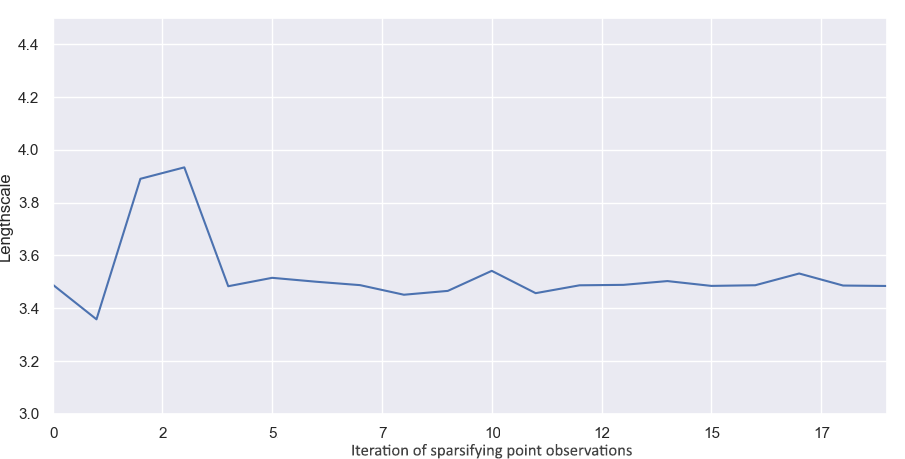 4.4
4.2
4.0
3.8
3.6
3.4
3.2
3.0
Lengthscale
0 2 5 7 10 12 15 17
Iteration of sparsifying point observations